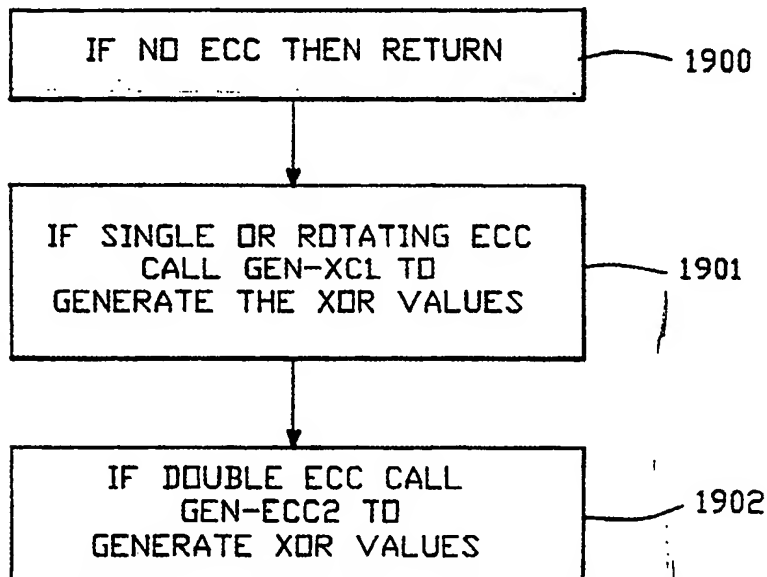 IF NO ECC THEN RETURN
1900
IF SINGLE OR ROTATING ECC
CALL GEN-XC1 TO
GENERATE THE XOR VALUES
1901
IF DOUBLE ECC CALL
GEN-ECC2 TO
GENERATE XOR VALUES
1902